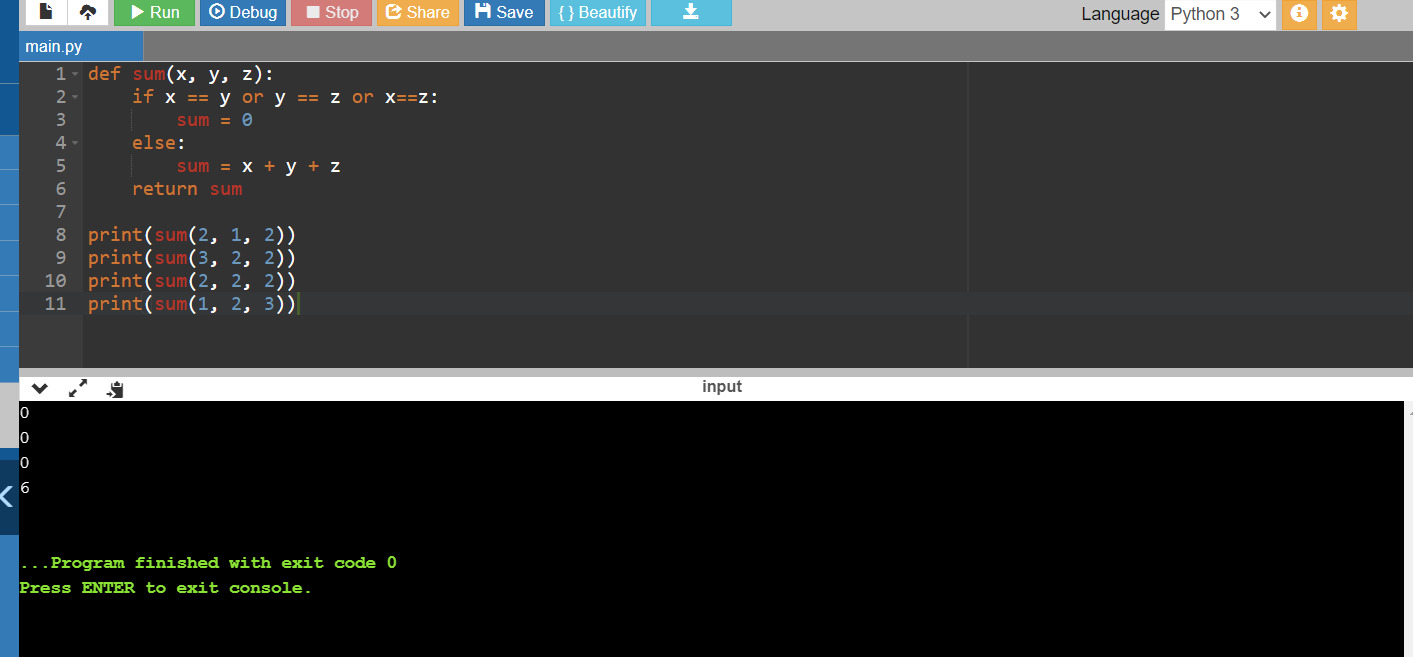 Run Debug Stop Share Save { } Beautify Language Python 3
main.py
1 def sum(x, y, z):
2     if x == y or y == z or x==z:
3         sum = 0
4     else:
5         sum = x + y + z
6     return sum
7
8 print(sum(2, 1, 2))
9 print(sum(3, 2, 2))
10 print(sum(2, 2, 2))
11 print(sum(1, 2, 3))
input
0
0
0
6
...Program finished with exit code 0
Press ENTER to exit console.